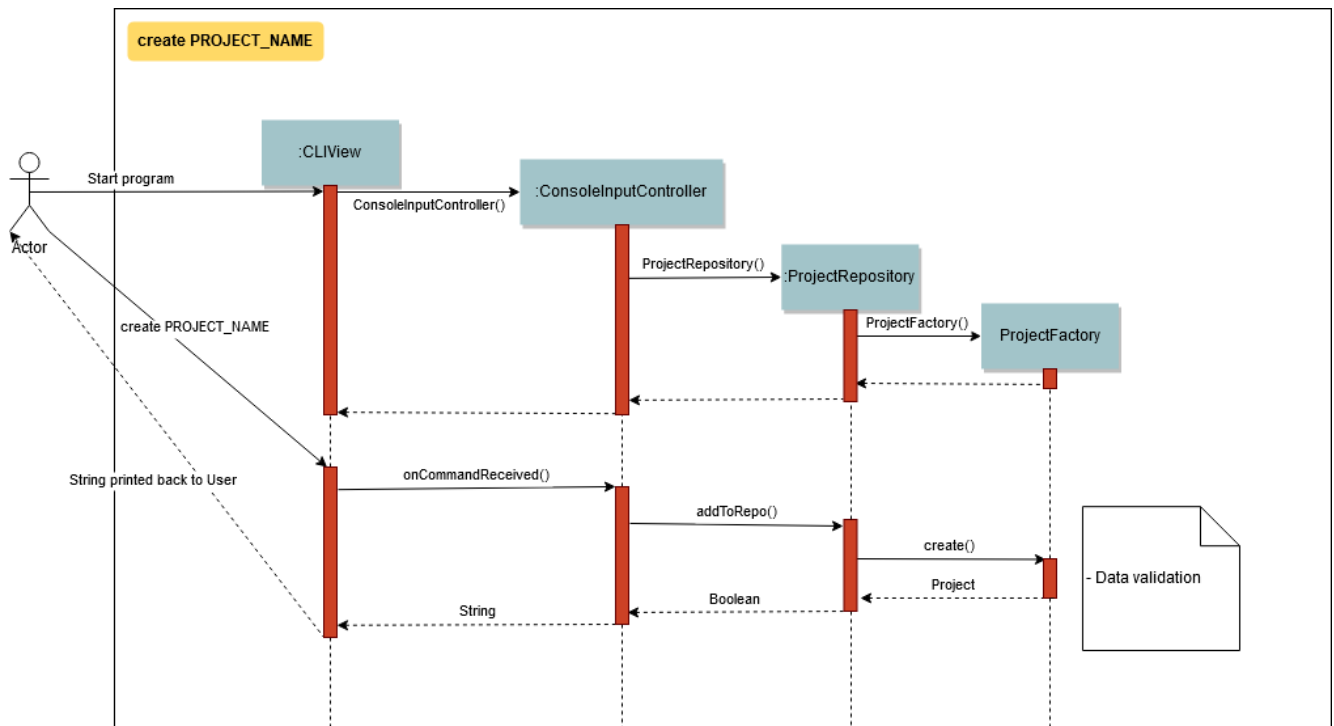 create PROJECT_NAME
:CLIView
Start program
ConsoleInputController()
:ConsoleInputController
Actor
ProjectRepository()
:ProjectRepository
ProjectFactory()
ProjectFactory
create PROJECT_NAME
String printed back to User
onCommandReceived()
addToRepo()
create()
- Data validation
Project
Boolean
String